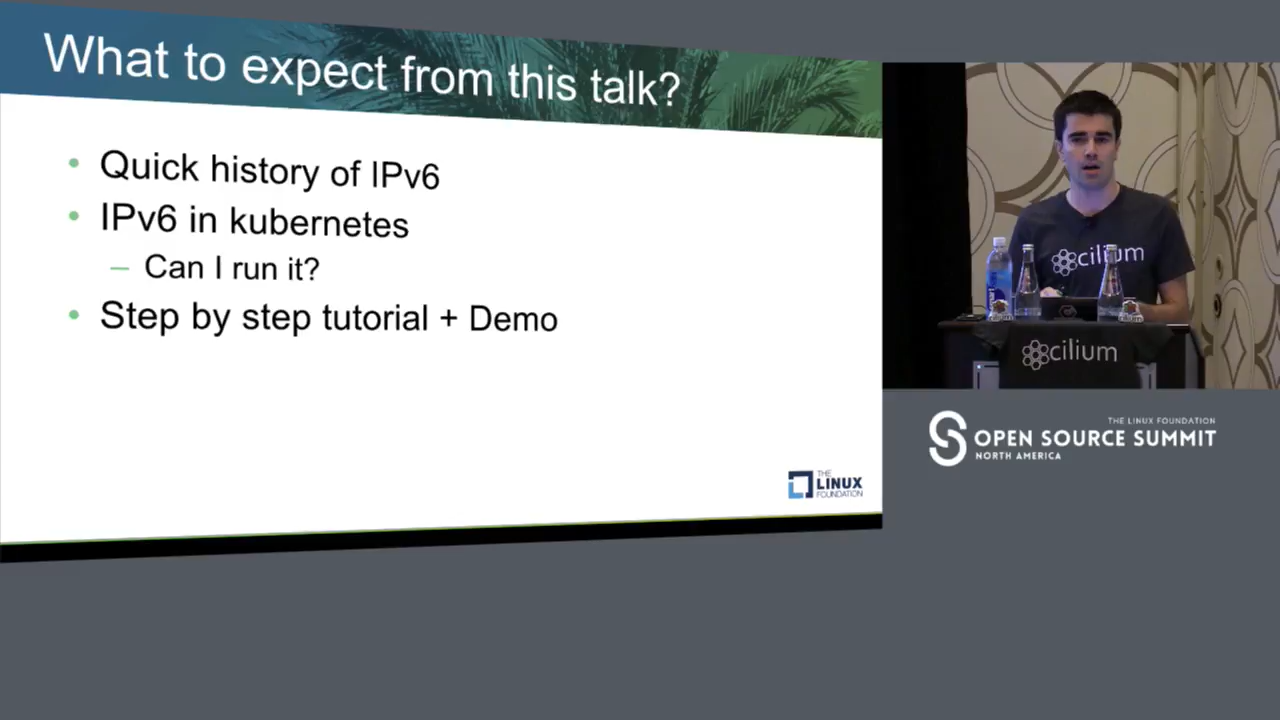 What to expect from this talk?
• Quick history of IPv6
• IPv6 in kubernetes
– Can I run it?
• Step by step tutorial + Demo
THE
LINUX
FOUNDATION
cilium
cilium
THE LINUX FOUNDATION
OPEN SOURCE SUMMIT
NORTH AMERICA